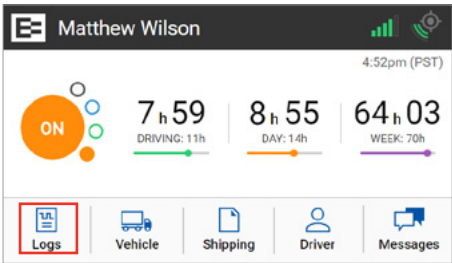 Matthew Wilson
4:52pm (PST)
ON
7h59
DRIVING: 11h
8h55
DAY: 14h
64h03
WEEK: 70h
Logs
Vehicle
Shipping
Driver
Messages